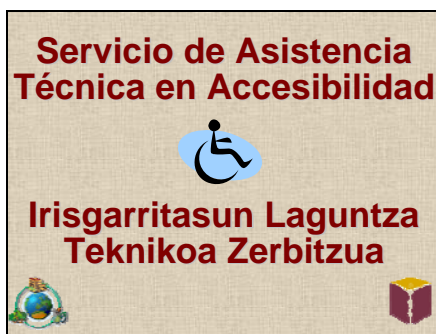 Servicio de Asistencia
Técnica en Accesibilidad
Irisgarritasun Laguntza
Teknikoa Zerbitzua